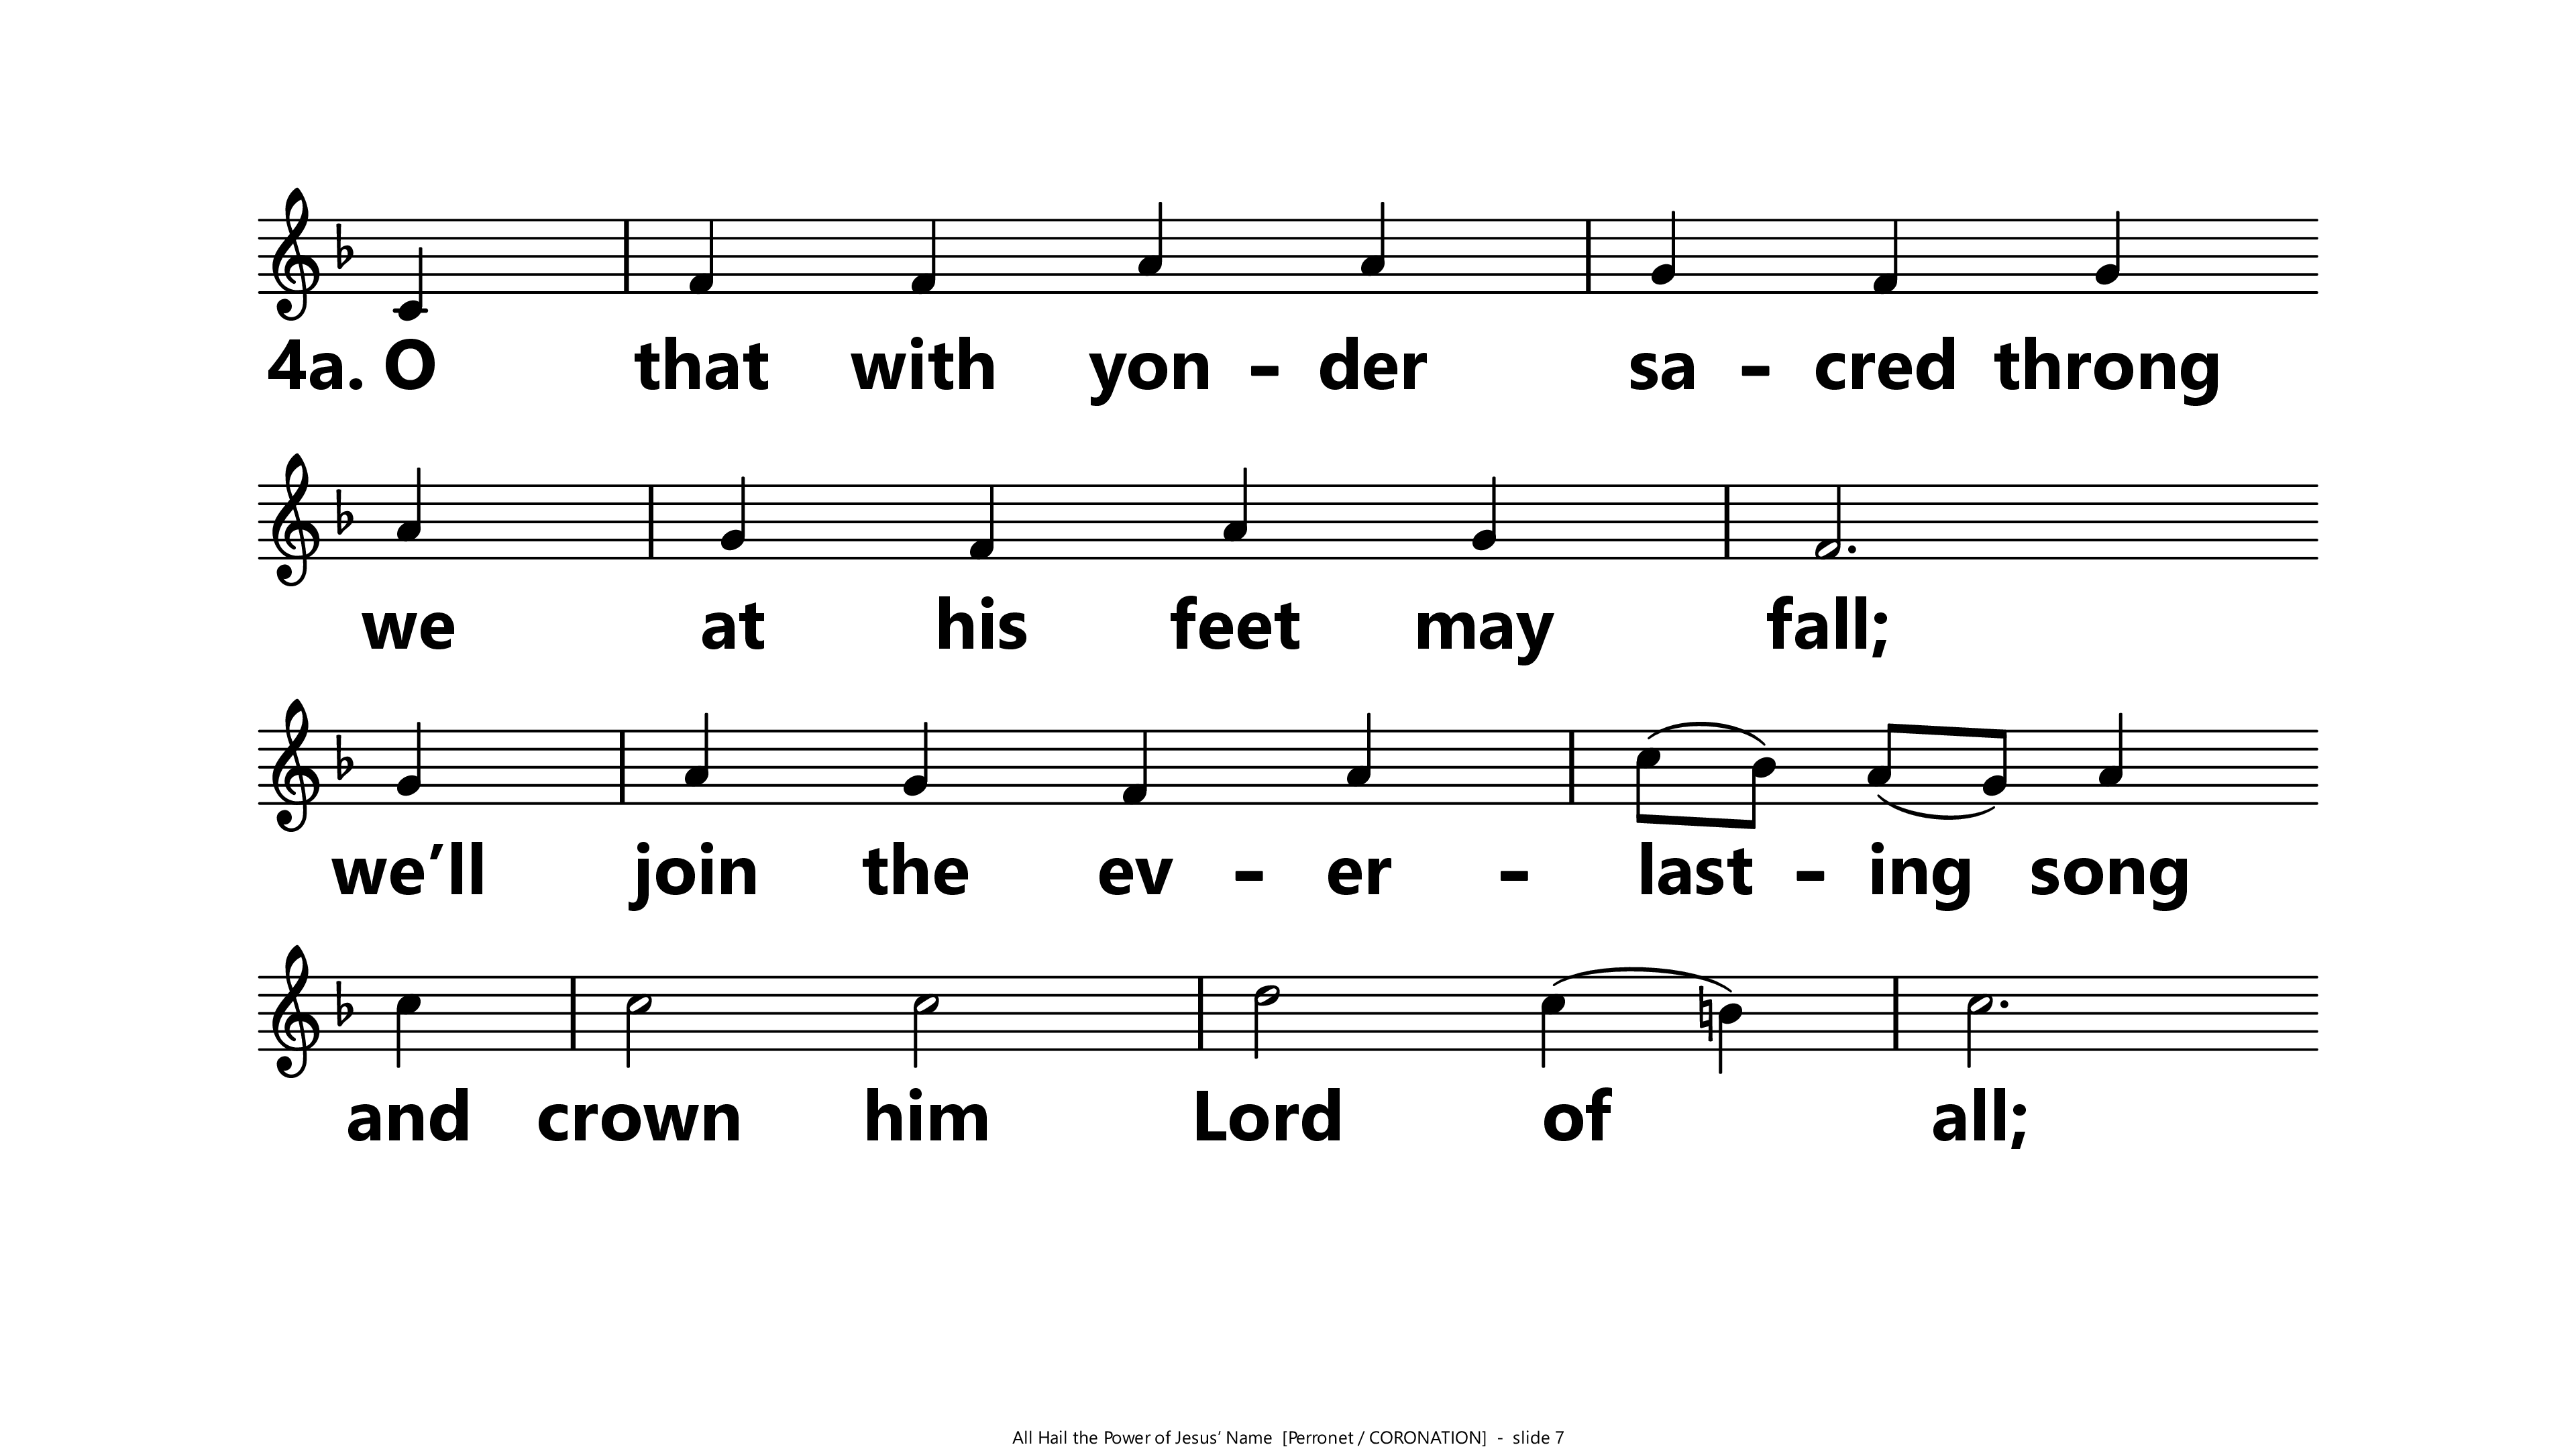 4a. O that with yon - der sa - cred throng
we at his feet may fall;
we’ll join the ev - er - last - ing song
and crown him Lord of all;
All Hail the Power of Jesus’ Name [Perronet / CORONATION] - slide 7